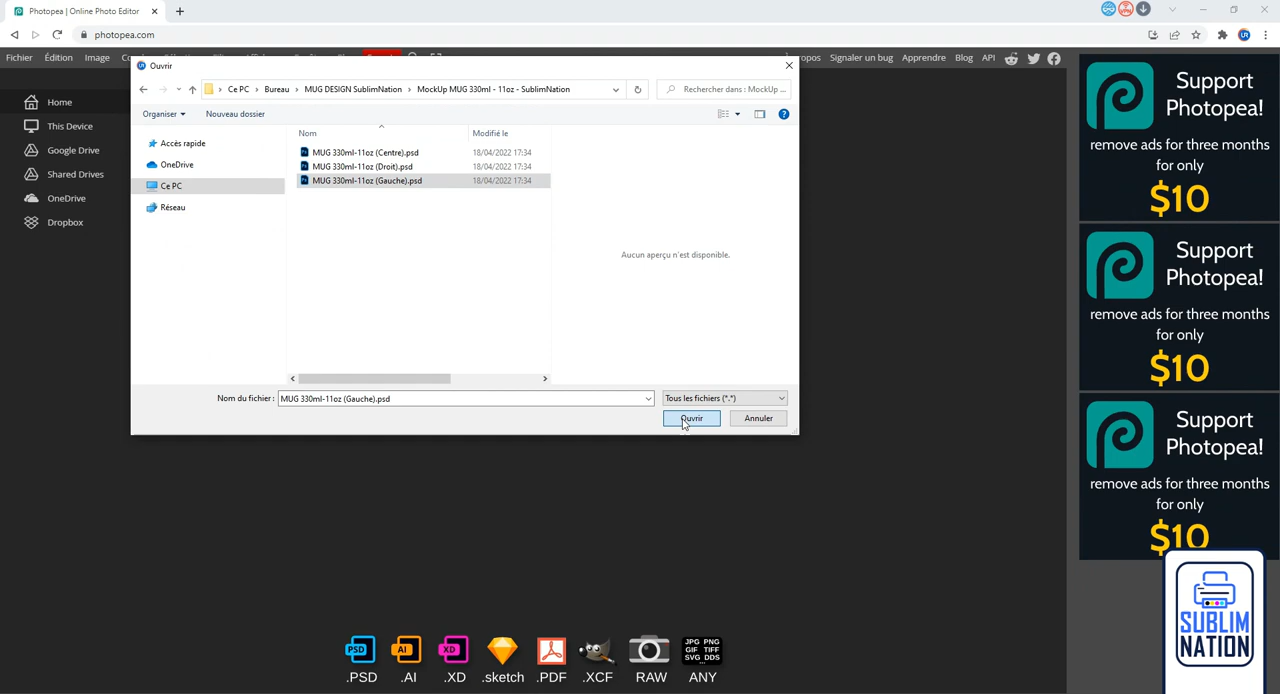 Photopea | Online Photo Editor
photopea.com
Fichier Édition Image
Signaler un bug Apprendre Blog API
Ouvrir
Ce PC > Bureau > MUG DESIGN SublimNation > MockUp MUG 330ml - 11oz - SublimNation
Rechercher dans : MockUp ...
Organiser
Nouveau dossier
Accès rapide
OneDrive
Ce PC
Réseau
Nom Modifié le
MUG 330ml-11oz (Centre).psd 18/04/2022 17:34
MUG 330ml-11oz (Droit).psd 18/04/2022 17:34
MUG 330ml-11oz (Gauche).psd 18/04/2022 17:34
Aucun aperçu n'est disponible.
Nom du fichier : MUG 330ml-11oz (Gauche).psd
Tous les fichiers (*.*)
Ouvrir Annuler
Home
This Device
Google Drive
Shared Drives
OneDrive
Dropbox
Support
Photopea!
remove ads for three months
for only
$10
Support
Photopea!
remove ads for three months
for only
$10
Support
Photopea!
remove ads for three months
for only
$10
PSD
.PSD
AI
.AI
XD
.XD
.sketch
.PDF
.XCF
RAW
JPG PNG
GIF TIFF
SVG DDS
...
ANY
SUBLIM
NATION